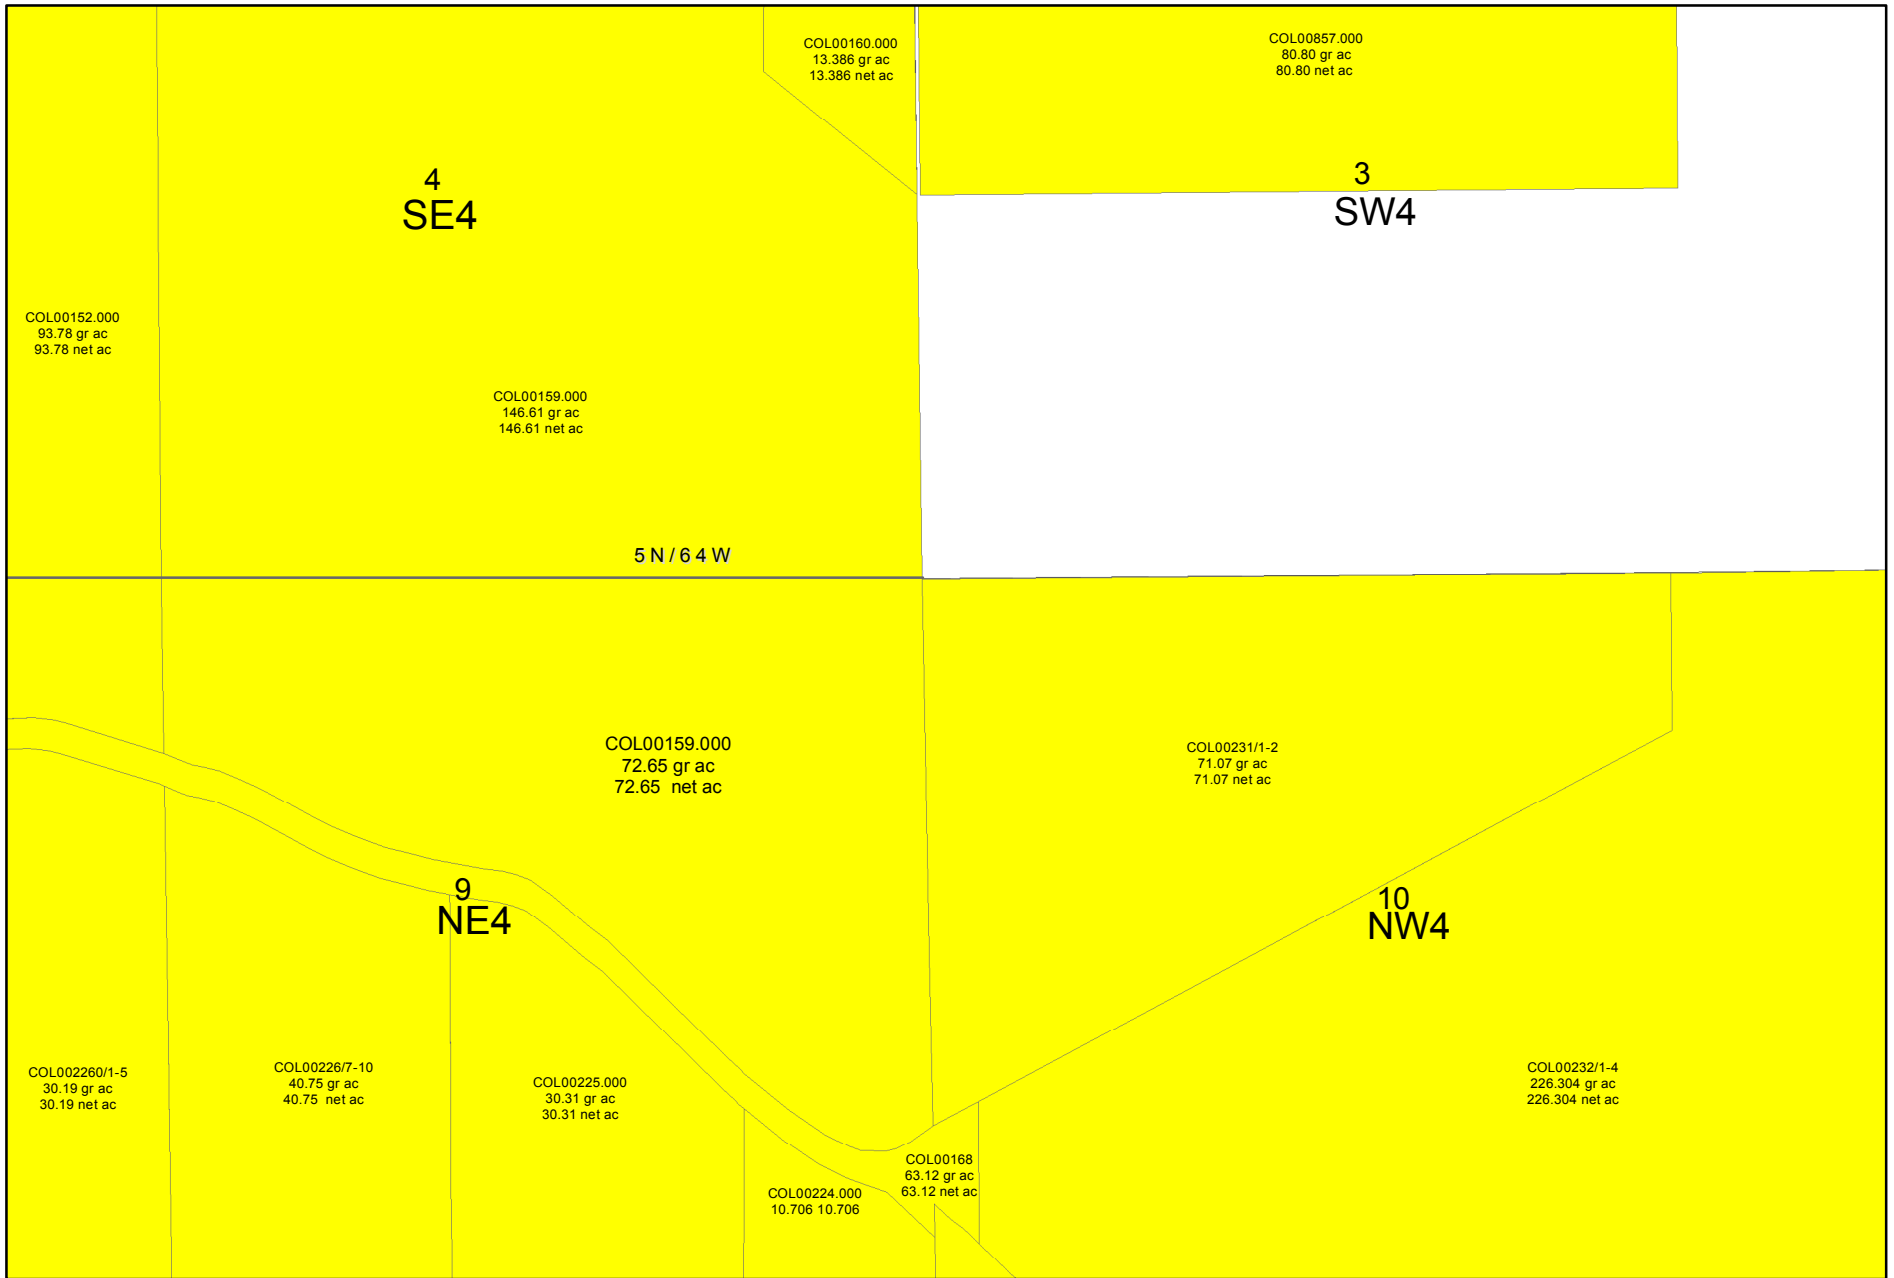 COL00160.000
13.386 gr ac
13.386 net ac
COL00857.000
80.80 gr ac
80.80 net ac
4
SE4
3
SW4
COL00152.000
93.78 gr ac
93.78 net ac
COL00159.000
146.61 gr ac
146.61 net ac
5 N / 6 4 W
COL00159.000
72.65 gr ac
72.65 net ac
COL00231/1-2
71.07 gr ac
71.07 net ac
9
NE4
10
NW4
COL002260/1-5
30.19 gr ac
30.19 net ac
COL00226/7-10
40.75 gr ac
40.75 net ac
COL00225.000
30.31 gr ac
30.31 net ac
COL00232/1-4
226.304 gr ac
226.304 net ac
COL00168
63.12 gr ac
63.12 net ac
COL00224.000
10.706 10.706